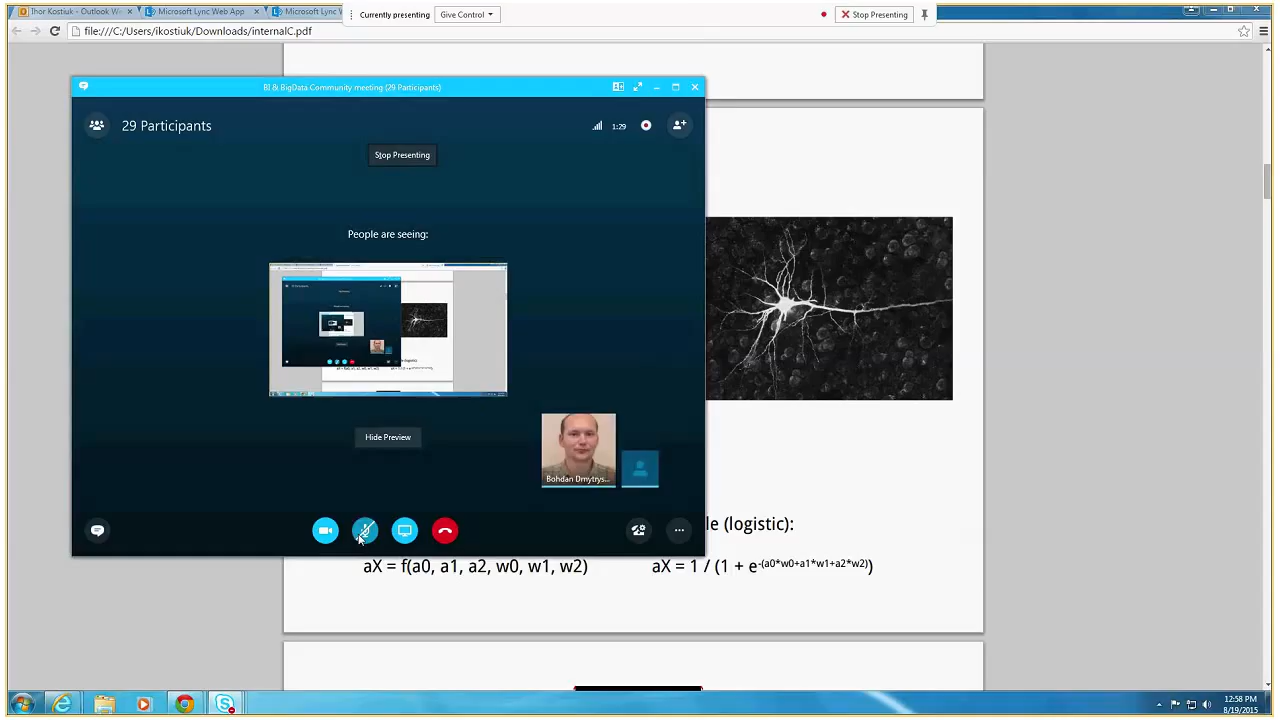 Thor Kostiuk - Outlook We
Microsoft Lync Web App
Microsoft Lync W
Currently presenting
Give Control
Stop Presenting
file:///C:/Users/ikostiuk/Downloads/internalC.pdf
BI & BigData Community meeting (29 Participants)
29 Participants
1:29
Stop Presenting
People are seeing:
Hide Preview
Bohdan Dmytrys...
le (logistic):
aX = f(a0, a1, a2, w0, w1, w2)
aX = 1 / (1 + e-(a0*w0+a1*w1+a2*w2))
12:58 PM
8/19/2015